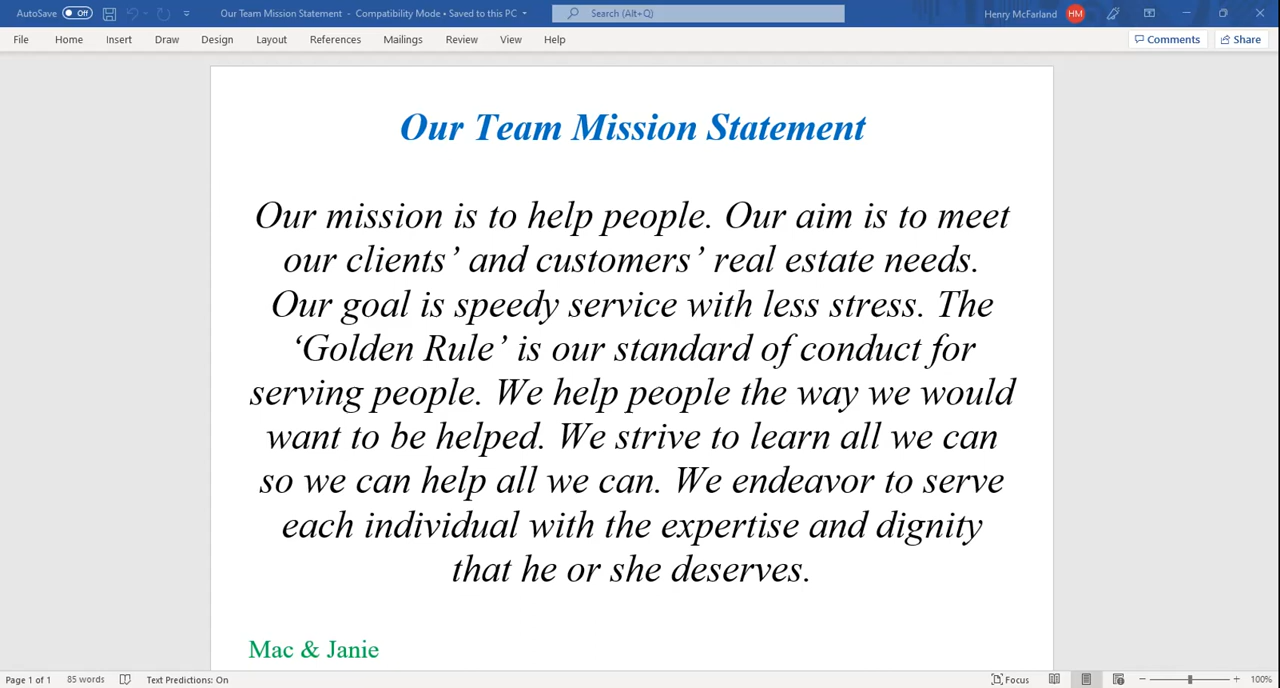 AutoSave Off Our Team Mission Statement - Compatibility Mode • Saved to this PC Search (Alt+Q) Henry McFarland HM
File Home Insert Draw Design Layout References Mailings Review View Help Comments Share
Our Team Mission Statement
Our mission is to help people. Our aim is to meet
our clients’ and customers’ real estate needs.
Our goal is speedy service with less stress. The
‘Golden Rule’ is our standard of conduct for
serving people. We help people the way we would
want to be helped. We strive to learn all we can
so we can help all we can. We endeavor to serve
each individual with the expertise and dignity
that he or she deserves.
Mac & Janie
Page 1 of 1 85 words Text Predictions: On Focus 100%